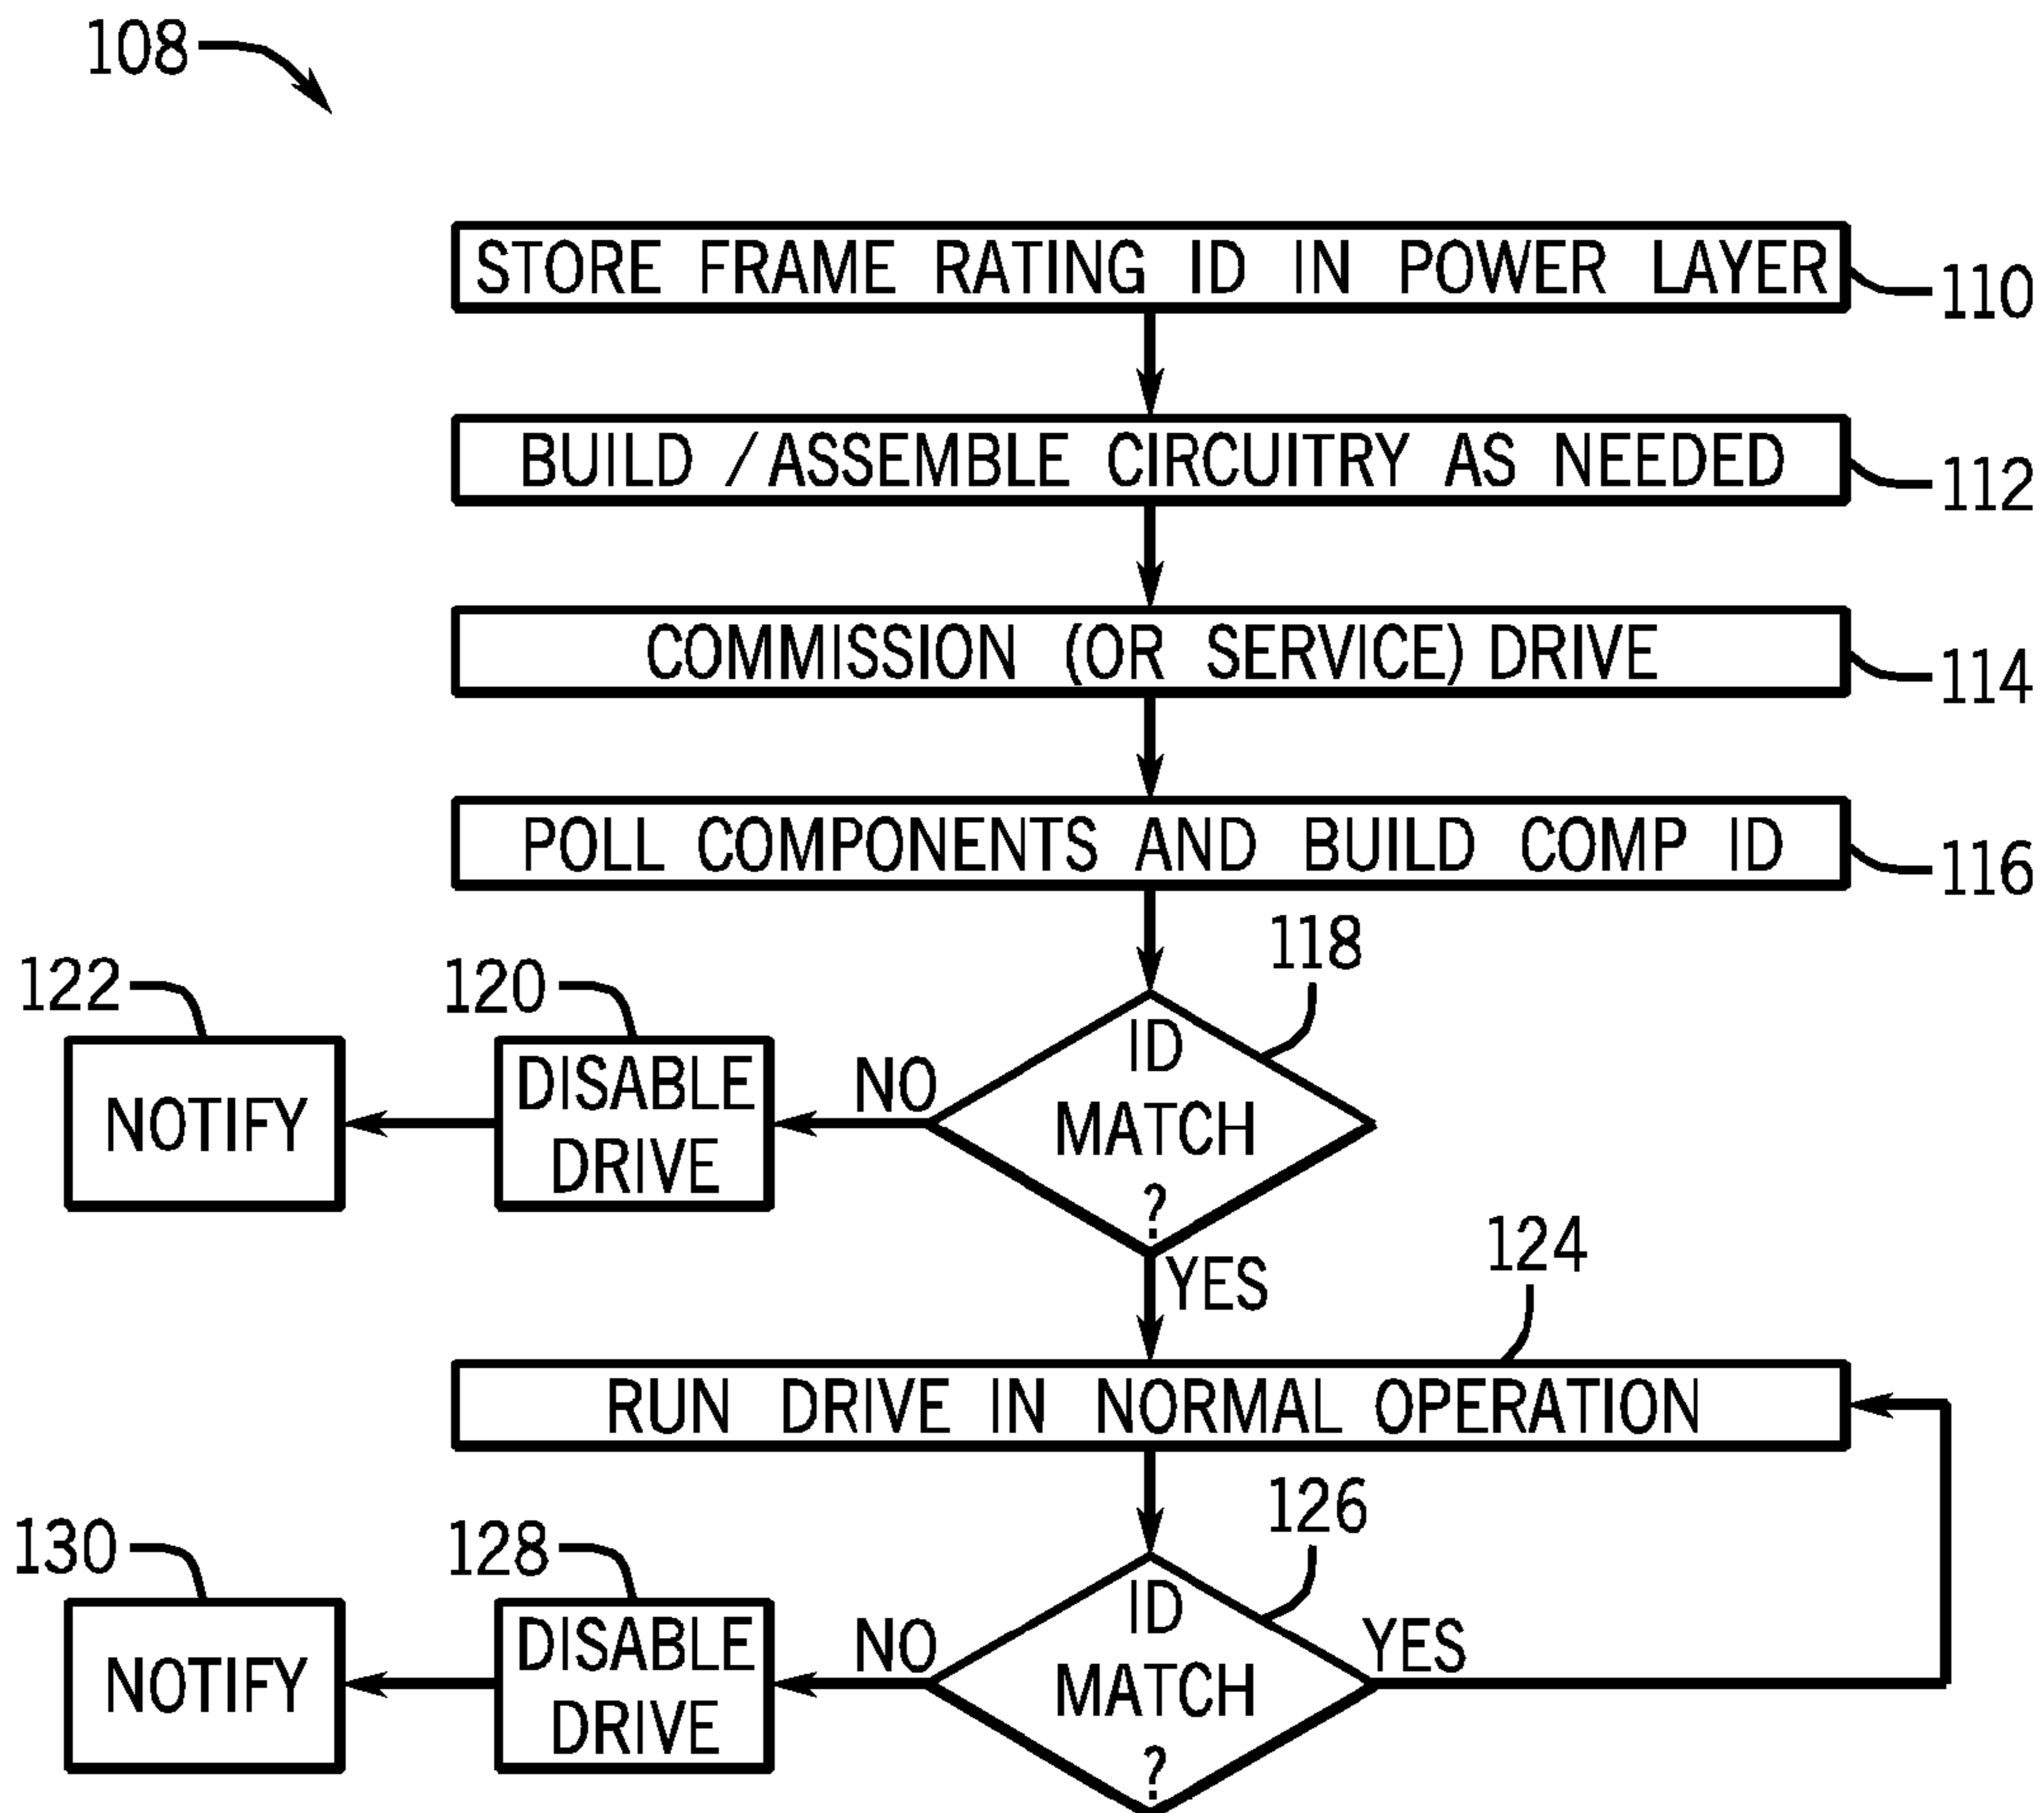 108
STORE FRAME RATING ID IN POWER LAYER
110
BUILD / ASSEMBLE CIRCUITRY AS NEEDED
112
COMMISSION (OR SERVICE) DRIVE
114
POLL COMPONENTS AND BUILD COMP ID
116
118
122
120
NOTIFY
DISABLE
DRIVE
NO
ID
MATCH
?
YES
124
RUN DRIVE IN NORMAL OPERATION
126
130
128
NOTIFY
DISABLE
DRIVE
NO
ID
MATCH
?
YES